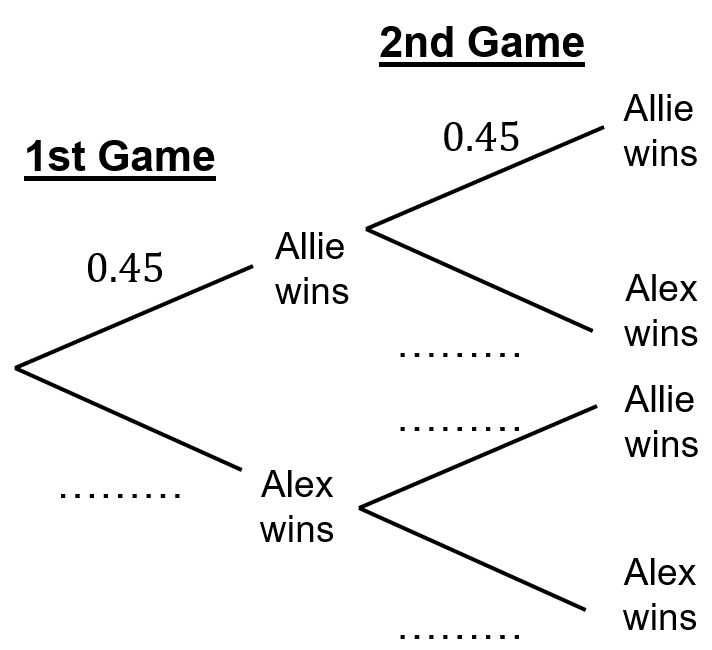 2nd Game
1st Game
0.45
Allie
wins
0.45
Allie
wins
Alex
wins
.........
.........
Allie
wins
.........
Alex
wins
Alex
wins
.........